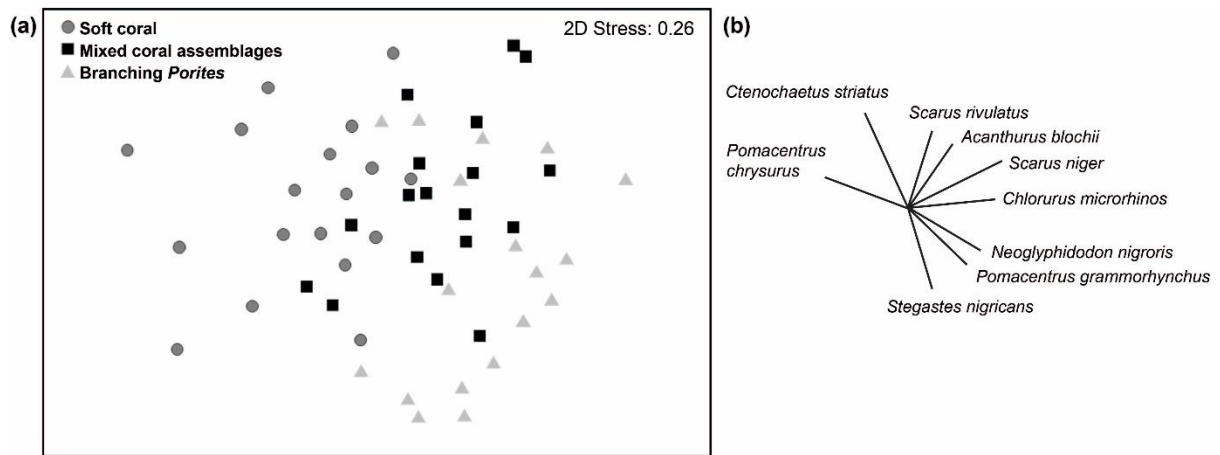 (a)
Soft coral
Mixed coral assemblages
Branching Porites
2D Stress: 0.26
(b)
Ctenochaetus striatus
Scarus rivulatus
Acanthurus blochii
Pomacentrus
chrysurus
Scarus niger
Chlorurus microrhinos
Neoglyphidodon nigroris
Pomacentrus grammorhynchus
Stegastes nigricans